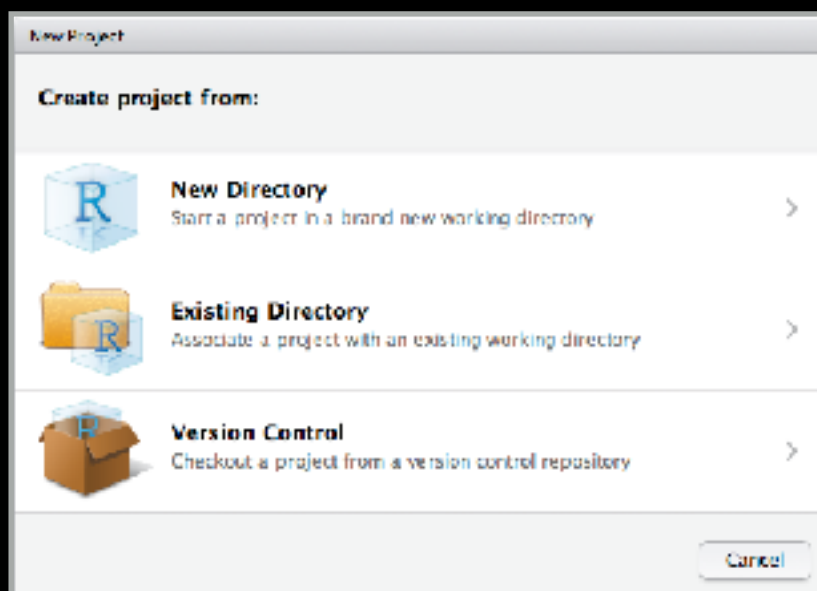 New Project
Create project from:
R
New Directory
Start a project in a brand new working directory
R
Existing Directory
Associate a project with an existing working directory
R
Version Control
Checkout a project from a version control repository
Cancel